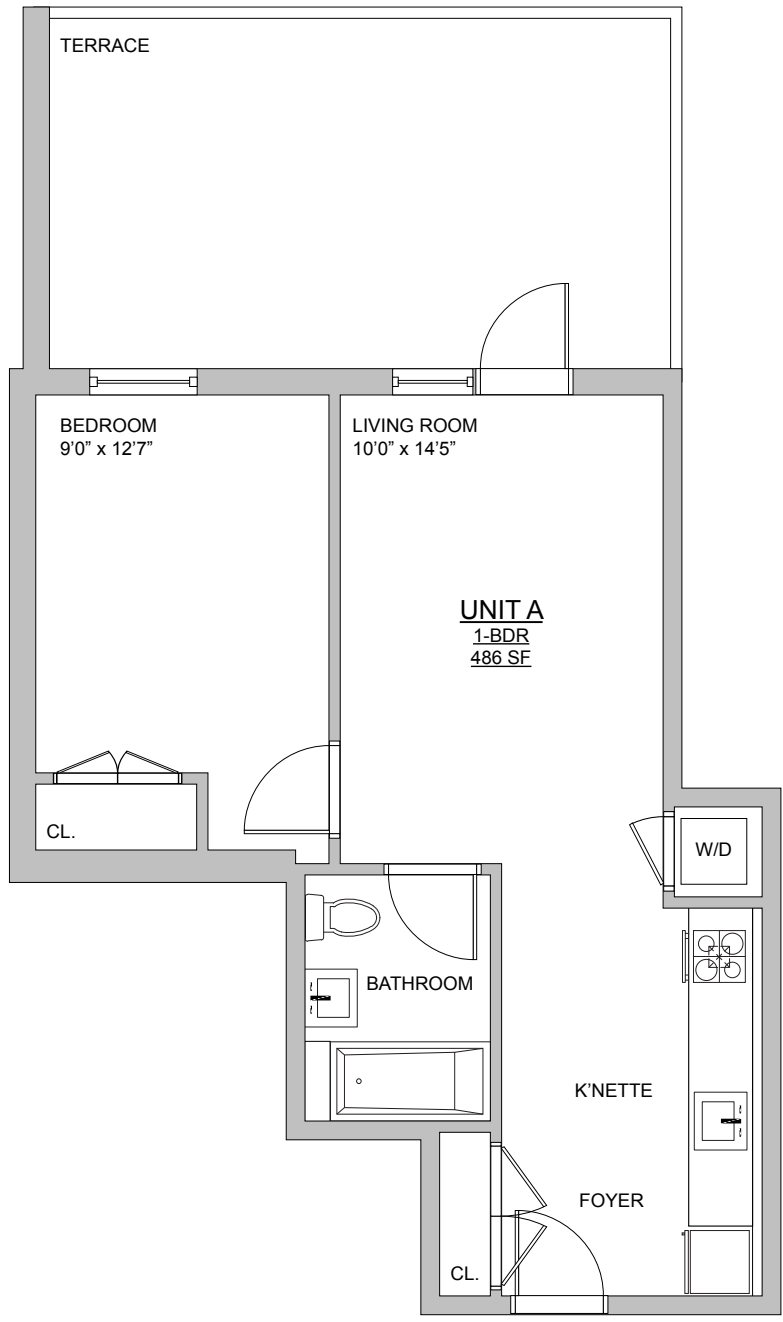 TERRACE
BEDROOM
9’0” x 12’7”
LIVING ROOM
10’0” x 14’5”
UNIT A
1-BDR
486 SF
CL.
W/D
BATHROOM
K’NETTE
FOYER
CL.